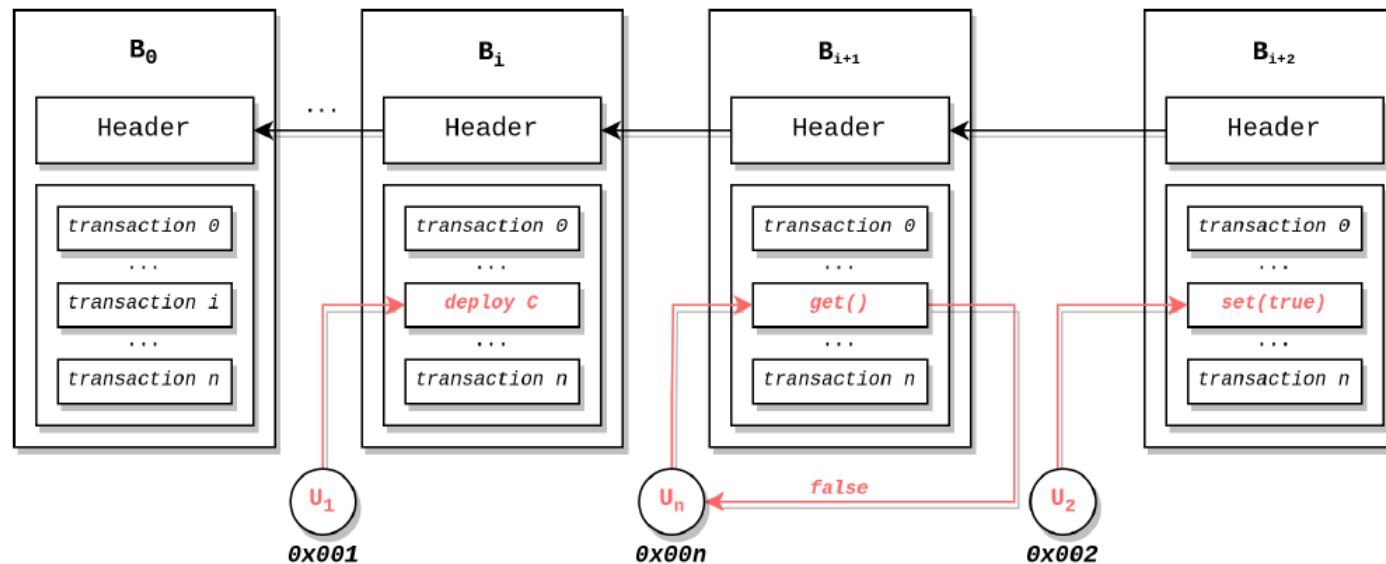 B₀
Header
transaction 0
...
transaction i
...
transaction n
...
Bᵢ
Header
transaction 0
...
deploy C
...
transaction n
Bᵢ₊₁
Header
transaction 0
...
get()
...
transaction n
Bᵢ₊₂
Header
transaction 0
...
set(true)
...
transaction n
U₁
0x001
Uₙ
0x00n
false
U₂
0x002